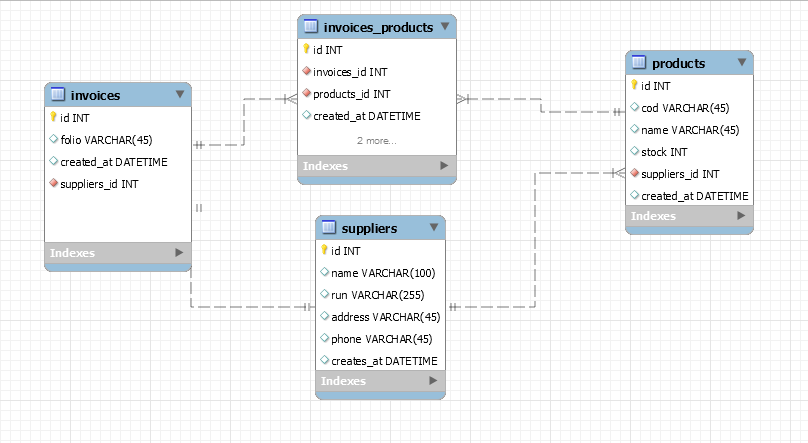 invoices
id INT
folio VARCHAR(45)
created_at DATETIME
suppliers_id INT
Indexes
invoices_products
id INT
invoices_id INT
products_id INT
created_at DATETIME
2 more...
Indexes
suppliers
id INT
name VARCHAR(100)
run VARCHAR(255)
address VARCHAR(45)
phone VARCHAR(45)
creates_at DATETIME
Indexes
products
id INT
cod VARCHAR(45)
name VARCHAR(45)
stock INT
suppliers_id INT
created_at DATETIME
Indexes